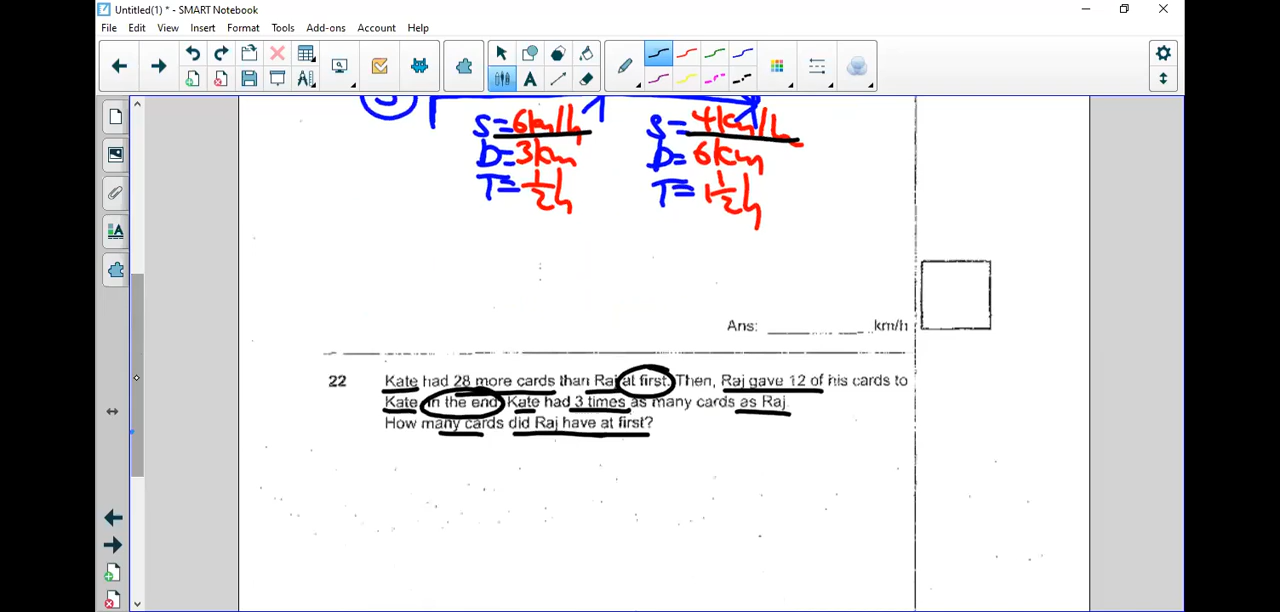 Untitled(1) * - SMART Notebook
File Edit View Insert Format Tools Add-ons Account Help
S=6km/h
D=3km
T=1/2h
S=4km/h
D=6km
T=1 1/2h
Ans: km/h
22 Kate had 28 more cards than Raj at first. Then, Raj gave 12 of his cards to
Kate. In the end, Kate had 3 times as many cards as Raj.
How many cards did Raj have at first?